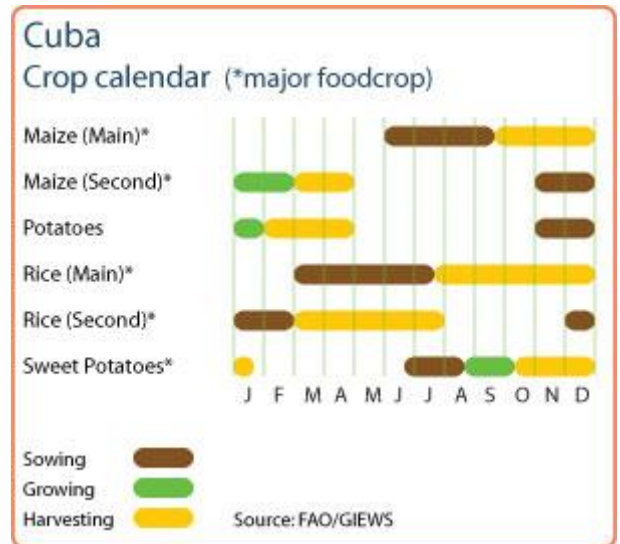 Cuba
Crop calendar (*major foodcrop)
Maize (Main)*
Maize (Second)*
Potatoes
Rice (Main)*
Rice (Second)*
Sweet Potatoes*
J F M A M J J A S O N D
Sowing
Growing
Harvesting Source: FAO/GIEWS